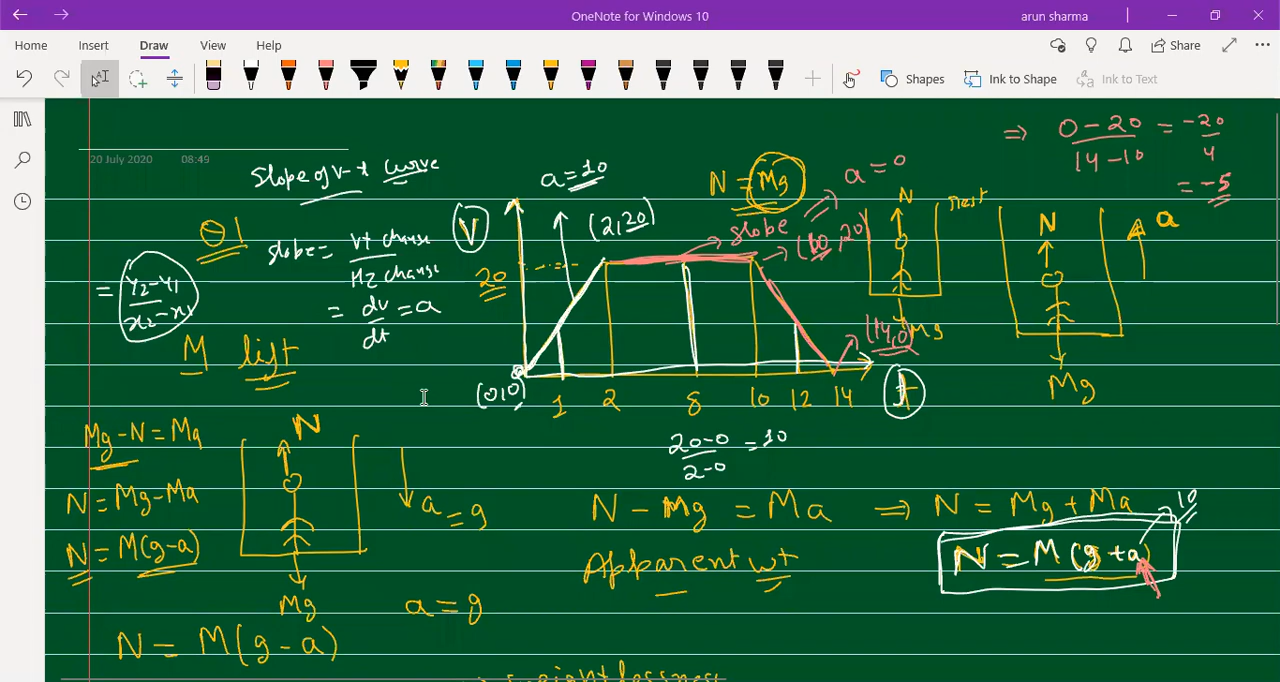 OneNote for Windows 10
arun sharma
Home Insert Draw View Help
Share
Shapes
Ink to Shape
Ink to Text
20 July 2020 08:49
Slope of v-t curve
a=10
N = Mg
a=0
⇒ 0-20/14-10 = -20/4
= -5
Q1
slope = Vt change / Hz change
= dv/dt = a
= y2-y1 / x2-x1
V
20
(2,20)
slope
(10,20)
N
rest
Mg
N
a
Mg
(14,0)
M lift
(0,0)
1 2 8 10 12 14 t
20-0/2-0 = 10
Mg-N=Ma
N=Mg-Ma
N=M(g-a)
N
a=g
Mg
a=g
N = M(g-a)
N - Mg = Ma ⇒ N = Mg + Ma
10
Apparent wt
N = M(g+a)